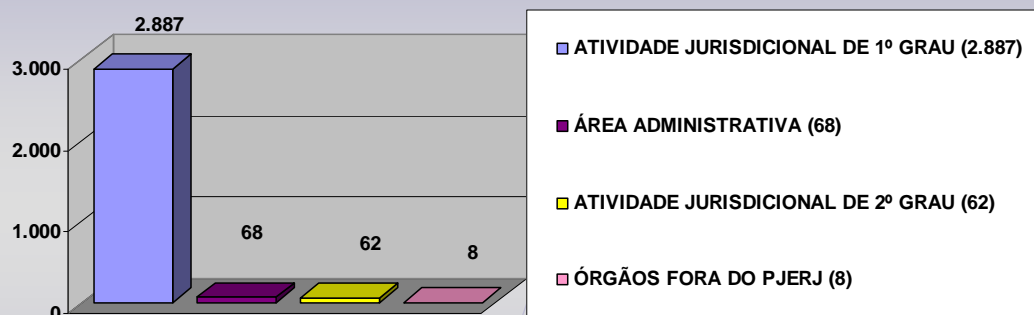 2.887
3.000
2.000
1.000
0
68
62
8
ATIVIDADE JURISDICIONAL DE 1º GRAU (2.887)
ÁREA ADMINISTRATIVA (68)
ATIVIDADE JURISDICIONAL DE 2º GRAU (62)
ÓRGÃOS FORA DO PJERJ (8)